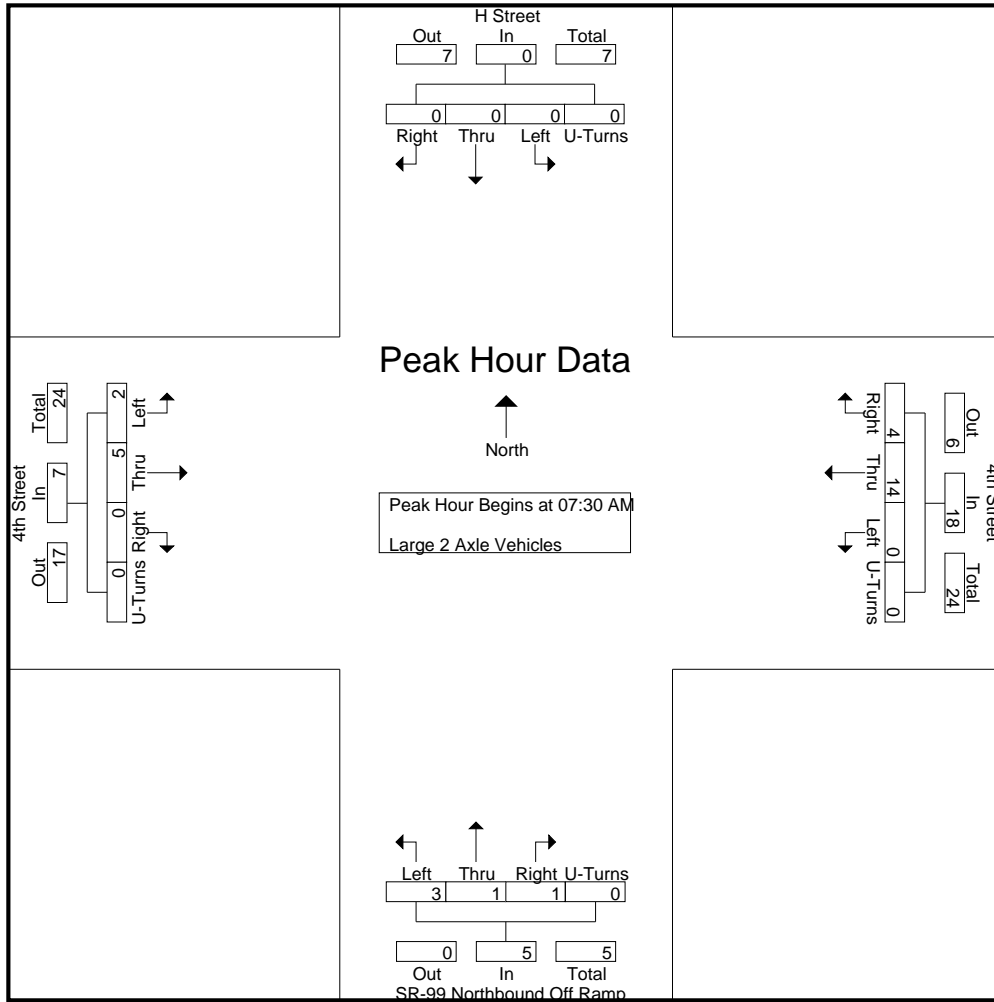 H Street
Out In Total
7 0 7
0 0 0 0
Right Thru Left U-Turns
Peak Hour Data
North
Peak Hour Begins at 07:30 AM
Large 2 Axle Vehicles
4th Street
Total In Out
24 7 17
2 5 0 0
Left Thru Right U-Turns
4th Street
Out In Total
6 18 24
4 14 0 0
Right Thru Left U-Turns
Left Thru Right U-Turns
3 1 1 0
0 5 5
Out In Total
SR-99 Northbound Off Ramp